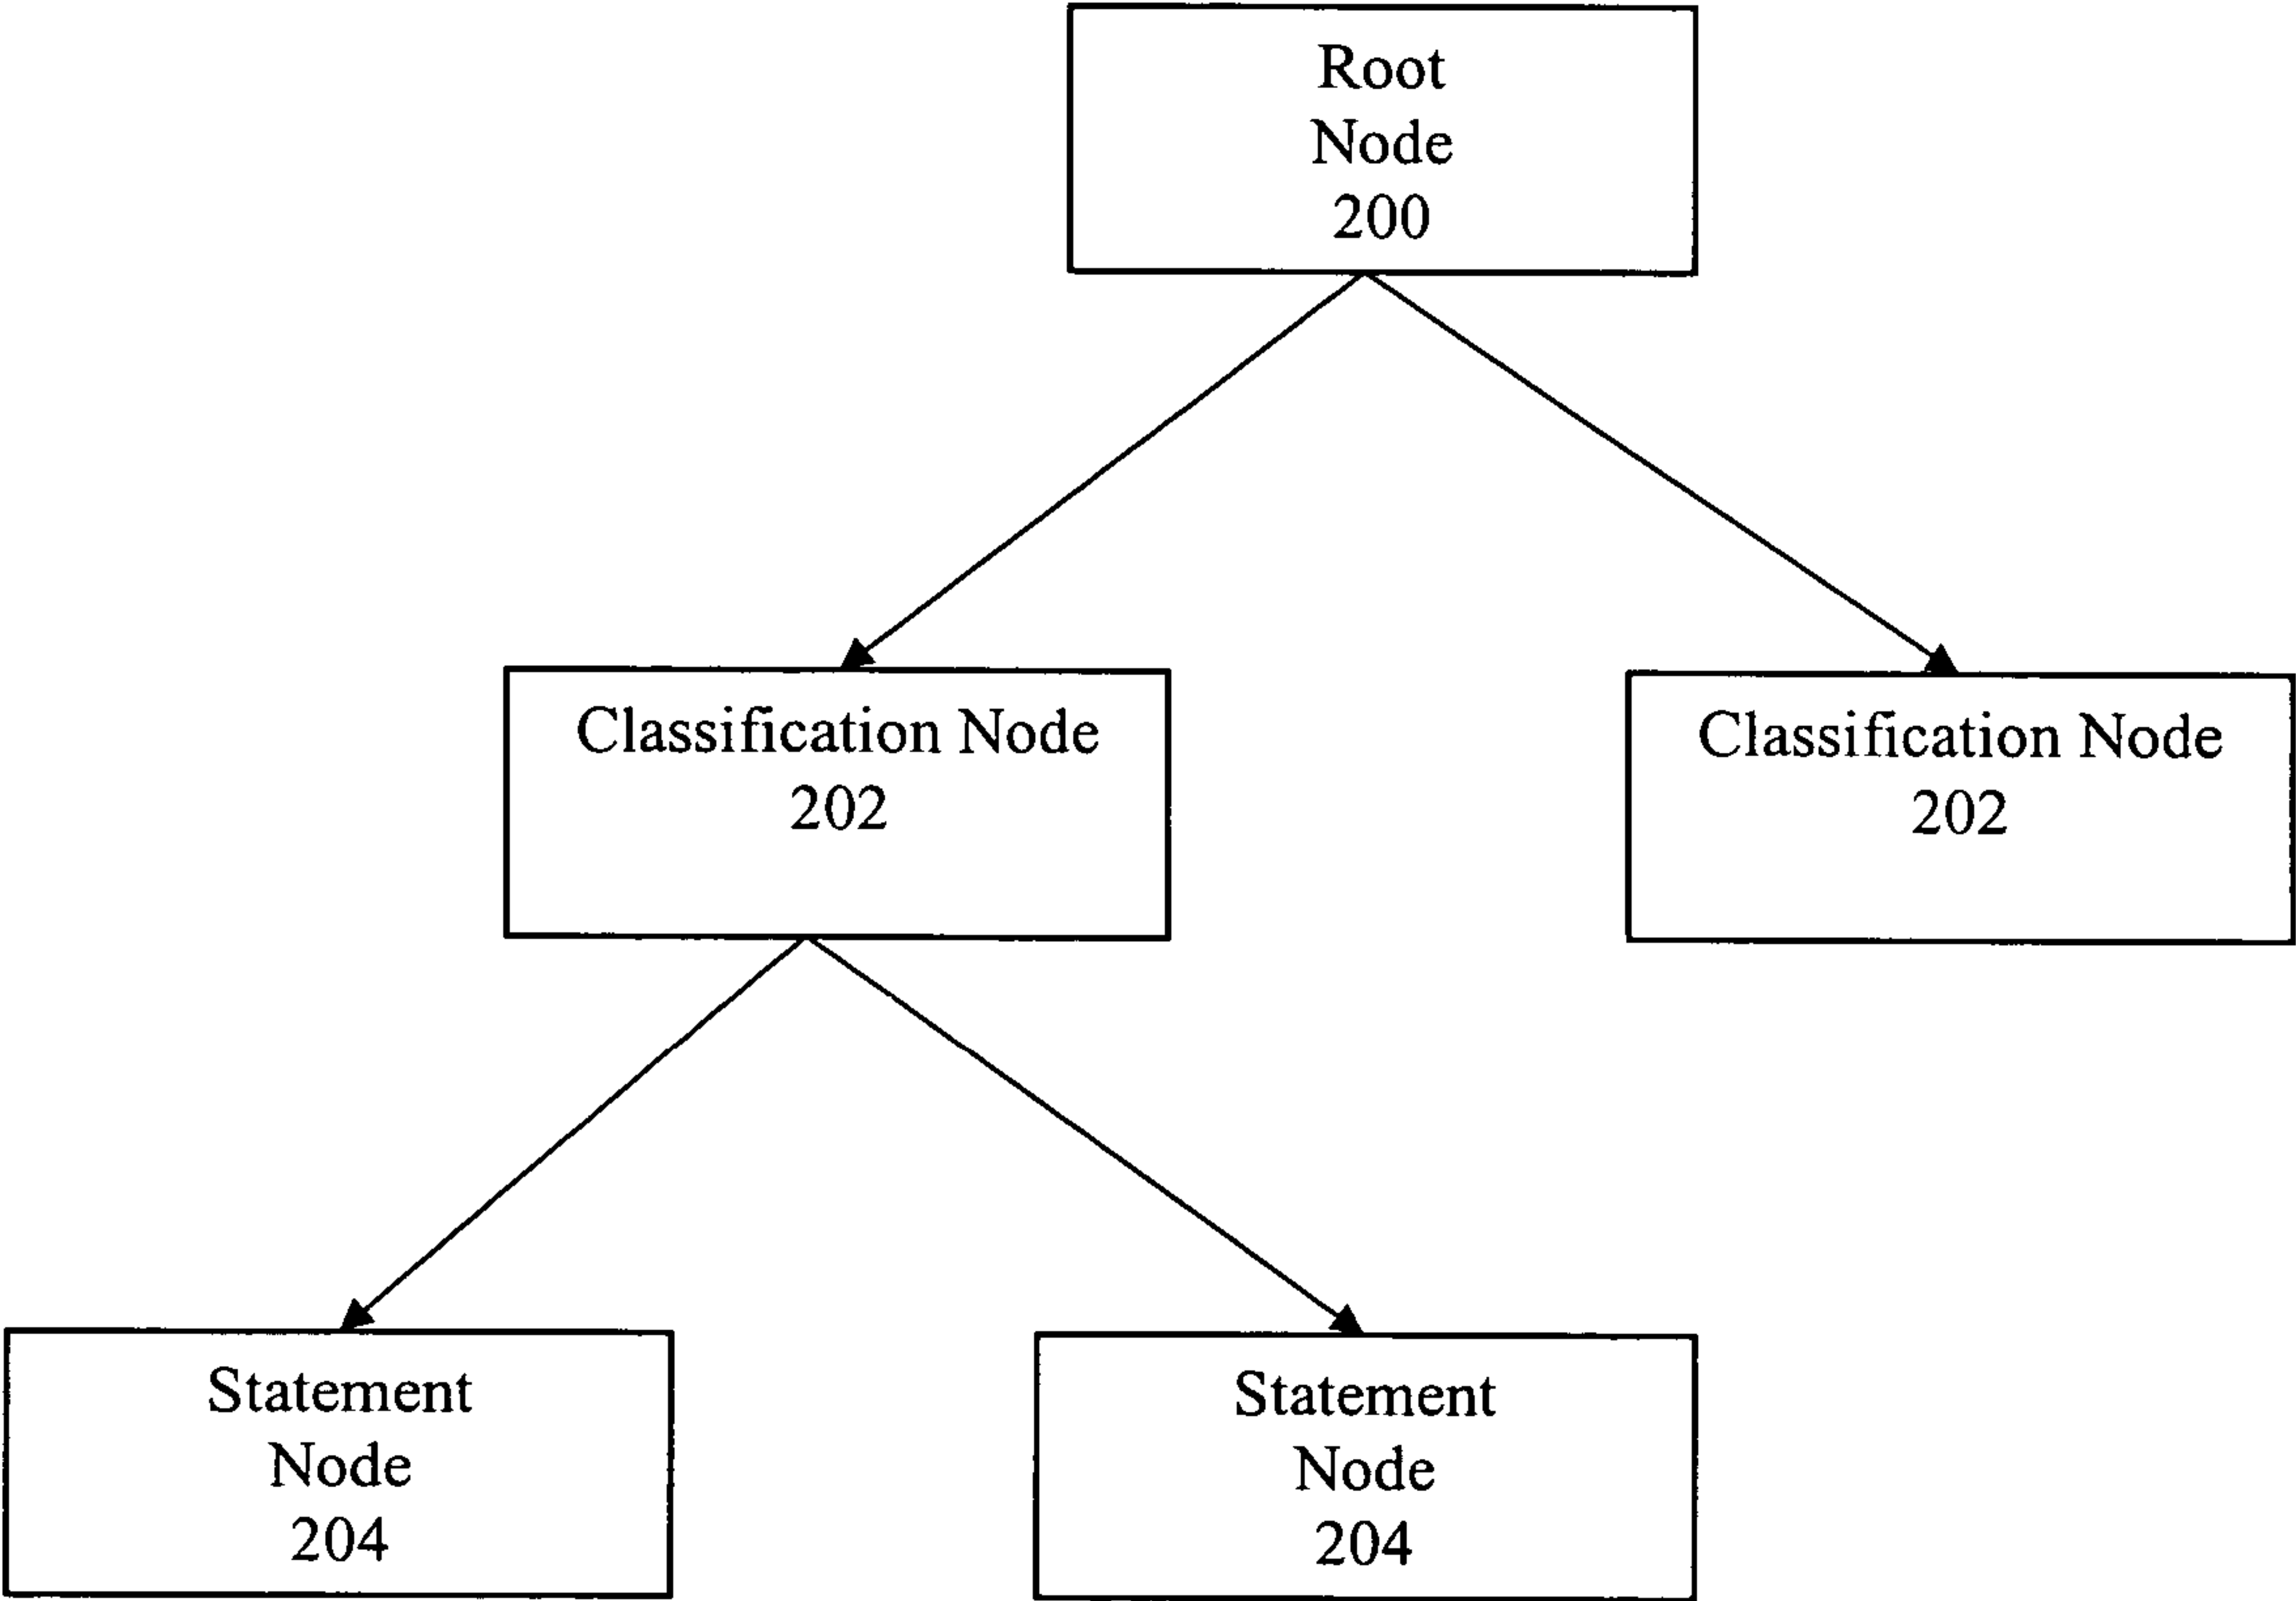 Root
Node
200
Classification Node
202
Classification Node
202
Statement
Node
204
Statement
Node
204